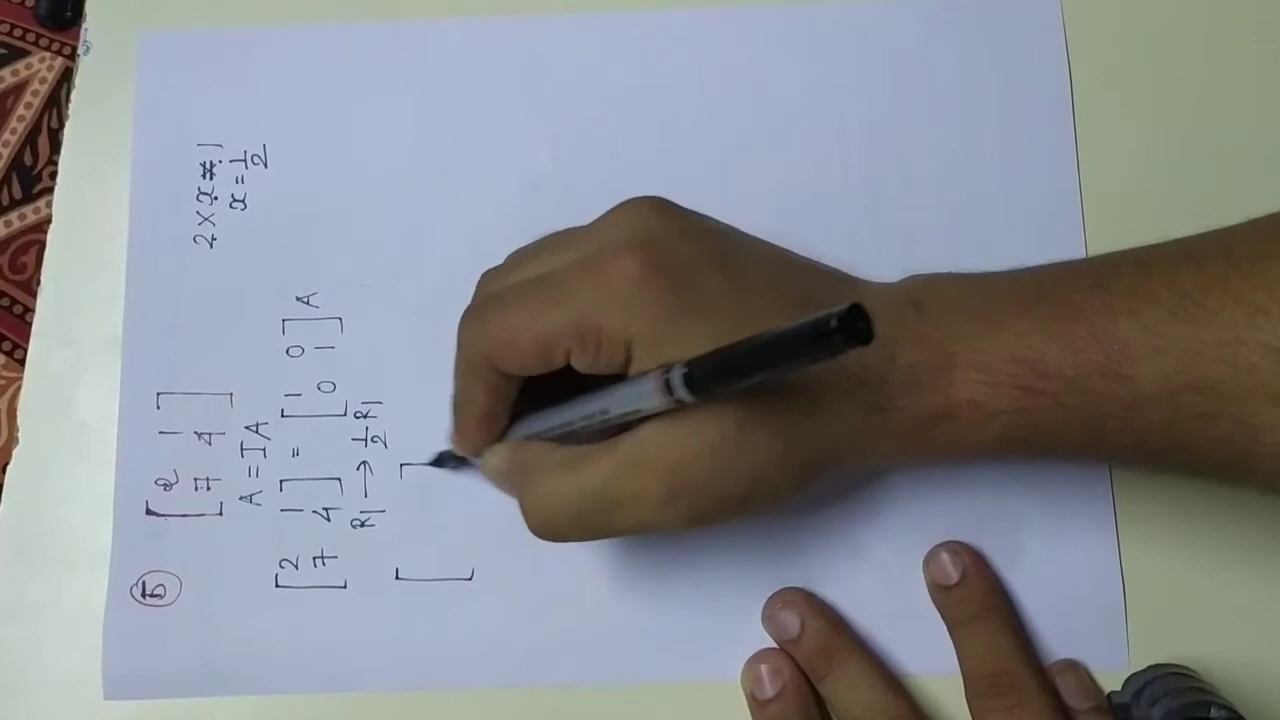 5
[2 1
7 4]
A = IA
[2 1
7 4] = [1 0
0 1] A
R1 → 1/2 R1
[ ]
2 × x = 1
x = 1/2